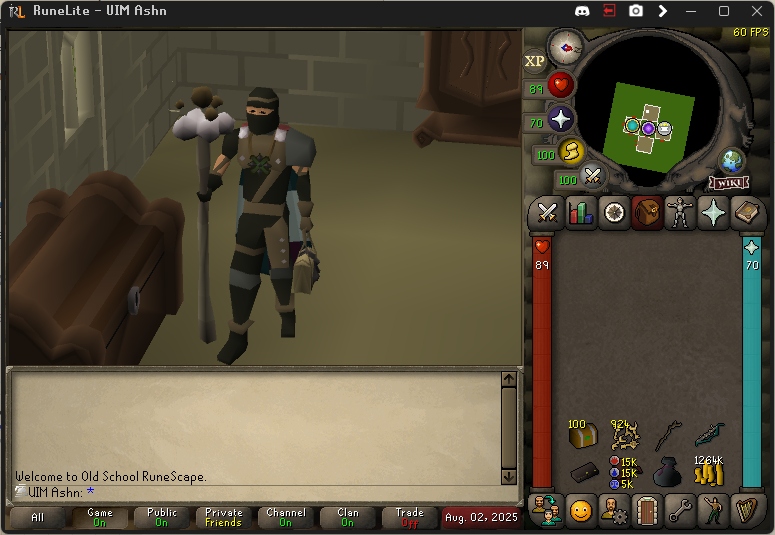 RuneLite - UIM Ashn
60 FPS
XP
89
70
100
100
WIKI
89
70
100
924
15K
15K
5K
1264K
Welcome to Old School RuneScape.
UIM Ashn: *
All
Game
On
Public
On
Private
Friends
Channel
On
Clan
On
Trade
Off
Aug. 02, 2025